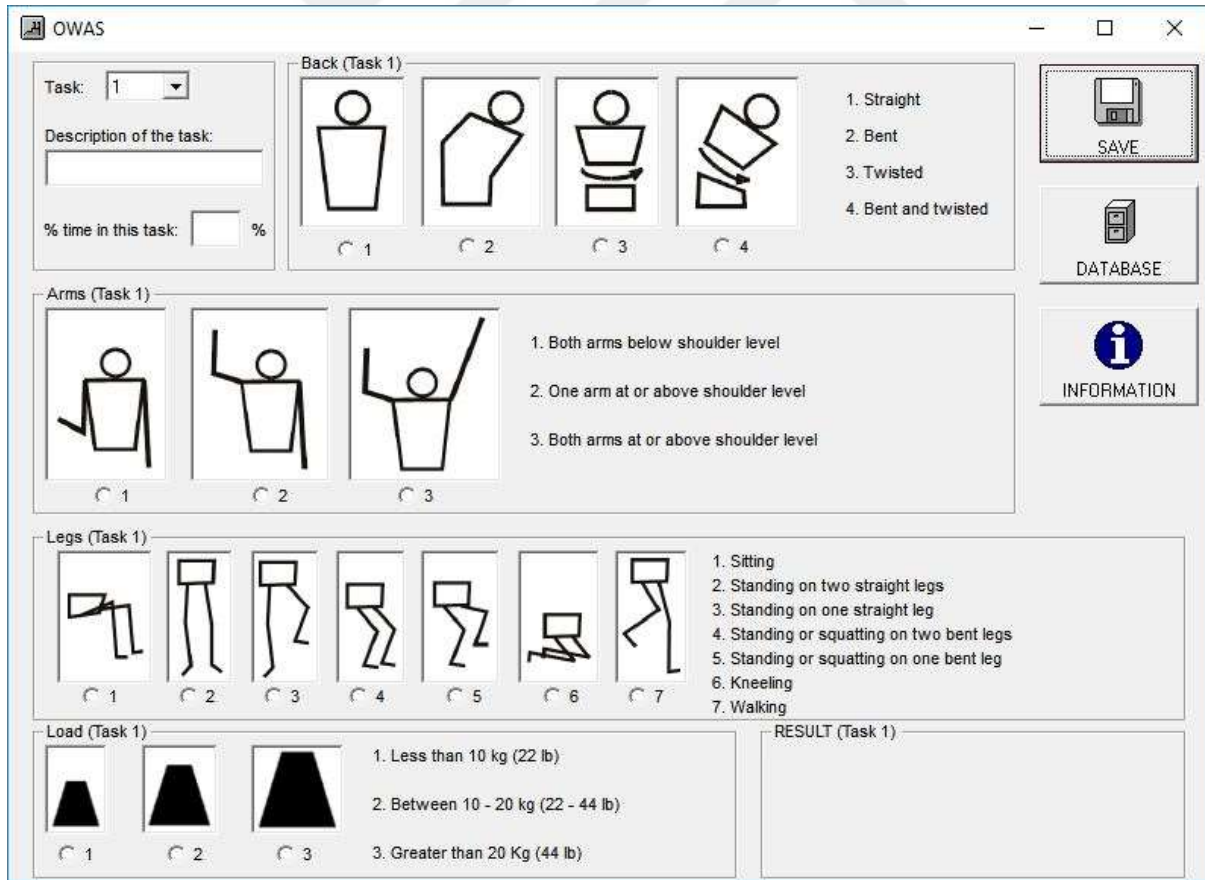 OWAS
Task: 1
Description of the task:
% time in this task: %
Back (Task 1)
1 2 3 4
1. Straight
2. Bent
3. Twisted
4. Bent and twisted
SAVE
DATABASE
INFORMATION
Arms (Task 1)
1 2 3
1. Both arms below shoulder level
2. One arm at or above shoulder level
3. Both arms at or above shoulder level
Legs (Task 1)
1 2 3 4 5 6 7
1. Sitting
2. Standing on two straight legs
3. Standing on one straight leg
4. Standing or squatting on two bent legs
5. Standing or squatting on one bent leg
6. Kneeling
7. Walking
Load (Task 1)
1 2 3
1. Less than 10 kg (22 lb)
2. Between 10 - 20 kg (22 - 44 lb)
3. Greater than 20 Kg (44 lb)
RESULT (Task 1)